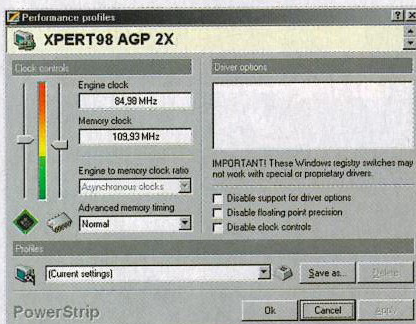 Performance profiles
XPERT98 AGP 2X
Clock controls
Engine clock
84,98 MHz
Memory clock
109,93 MHz
Engine to memory clock ratio
Asynchronous clocks
Advanced memory timing
Normal
Driver options
IMPORTANT! These Windows registry switches may
not work with special or proprietary drivers.
Disable support for driver options
Disable floating point precision
Disable clock controls
Profiles
(Current settings)
Save as...
Delete
PowerStrip
Ok
Cancel
Apply